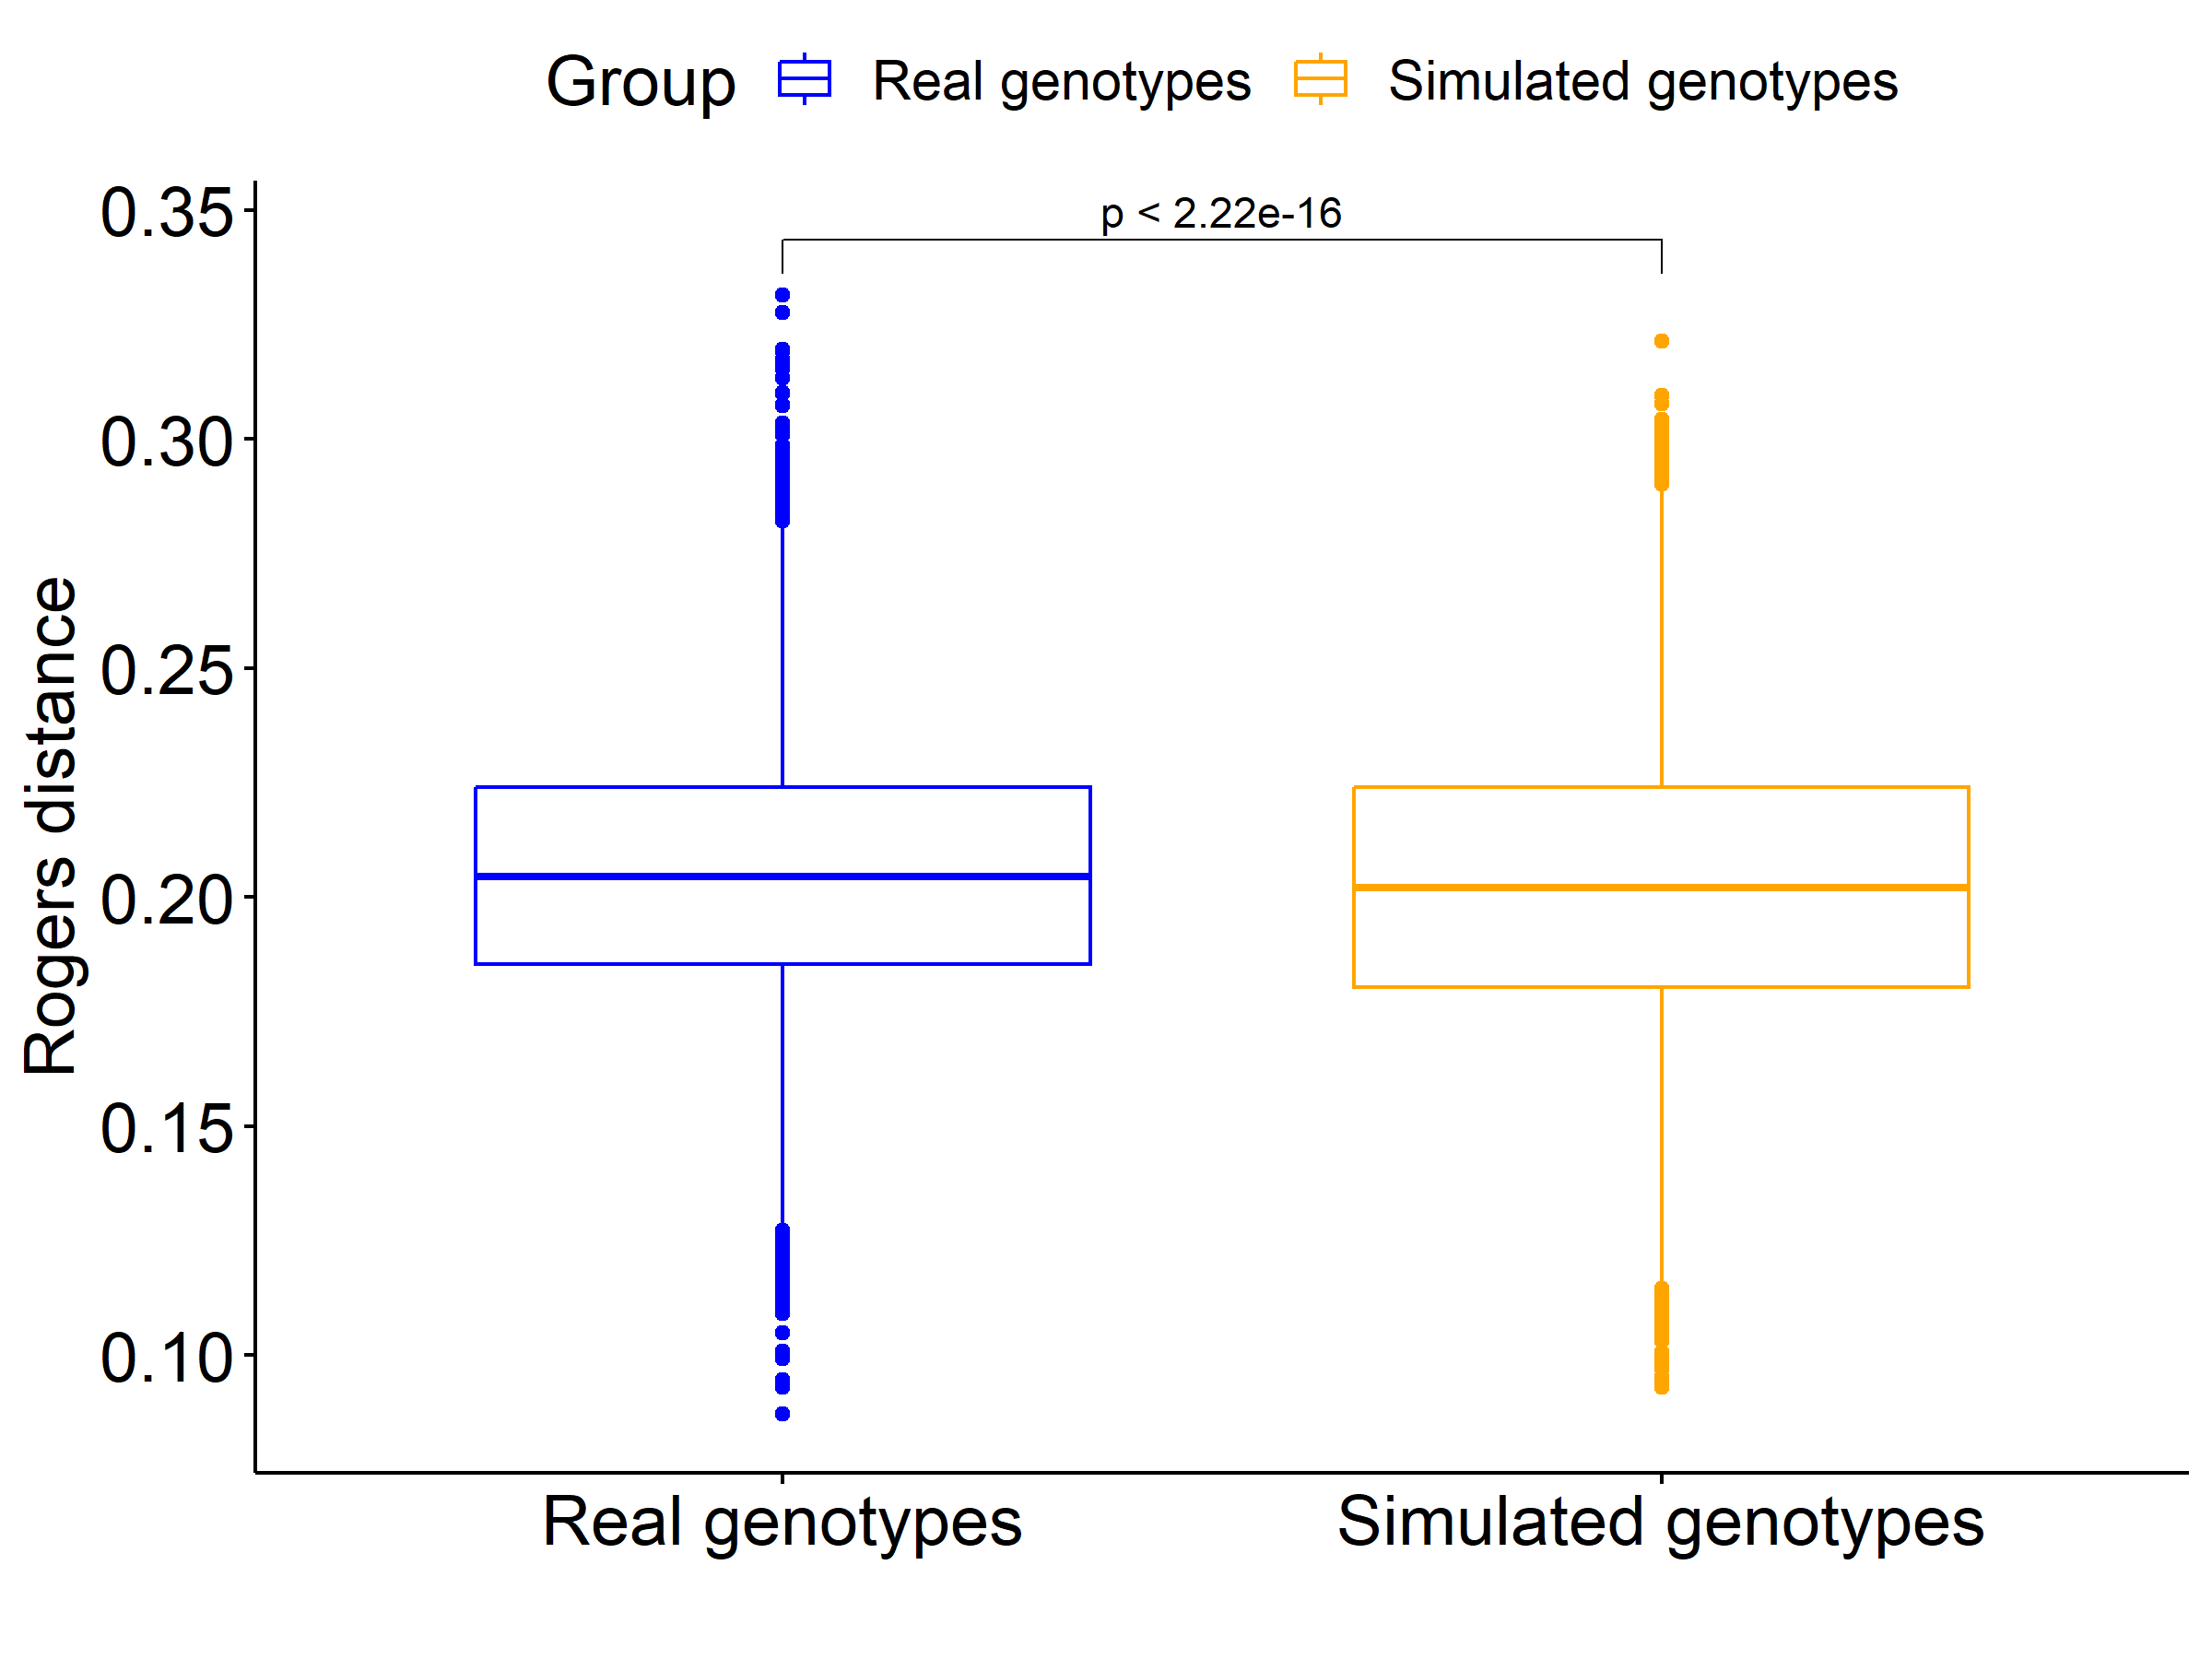 Group Real genotypes Simulated genotypes
p < 2.22e-16
0.35
0.30
0.25
0.20
0.15
0.10
Rogers distance
Real genotypes Simulated genotypes